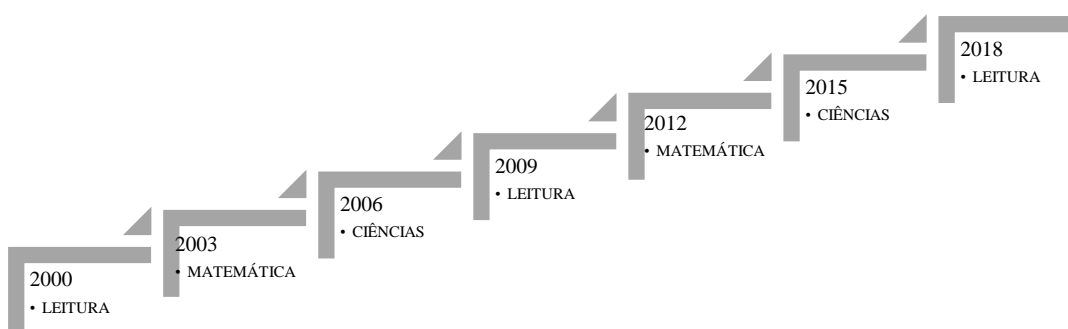 2000
• LEITURA
2003
• MATEMÁTICA
2006
• CIÊNCIAS
2009
• LEITURA
2012
• MATEMÁTICA
2015
• CIÊNCIAS
2018
• LEITURA